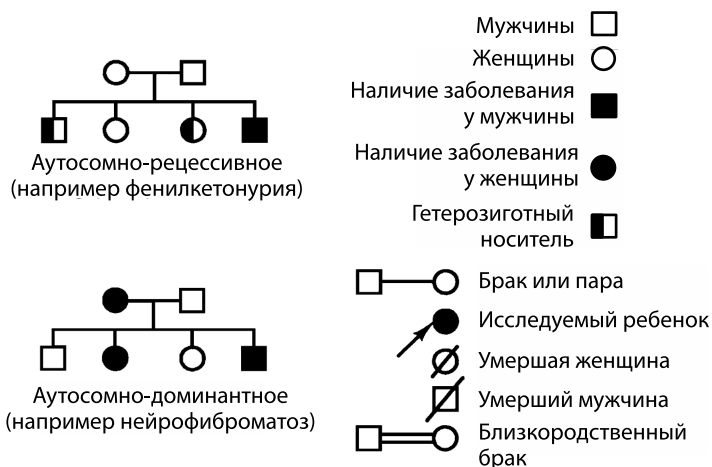 Мужчины
Женщины
Наличие заболевания
у мужчины
Наличие заболевания
у женщины
Гетерозиготный
носитель
Аутосомно-рецессивное
(например фенилкетонурия)
Брак или пара
Исследуемый ребенок
Умершая женщина
Умерший мужчина
Близкородственный
брак
Аутосомно-доминантное
(например нейрофиброматоз)